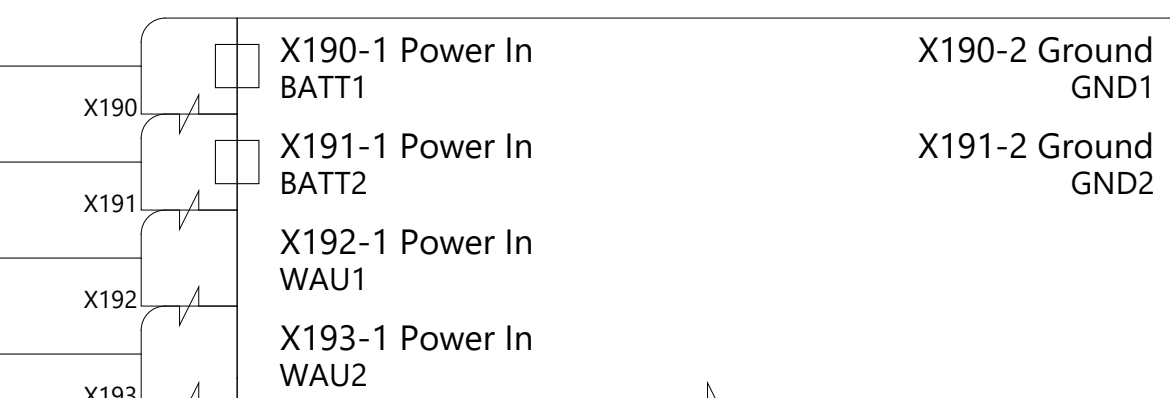 X190-1 Power In
BATT1
X190-2 Ground
GND1
X190
X191-1 Power In
BATT2
X191-2 Ground
GND2
X191
X192-1 Power In
WAU1
X192
X193-1 Power In
WAU2
X193